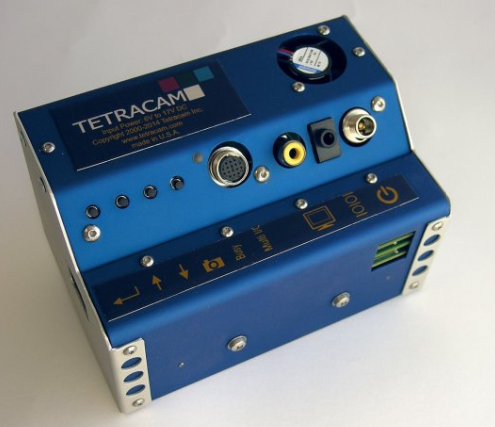 TETRACAM
Input Power: 6V to 17V DC
Copyright 2000-2014 Tetracam Inc.
www.tetracam.com
made in U.S.A.
Busy
Multi I/O
IOIOI